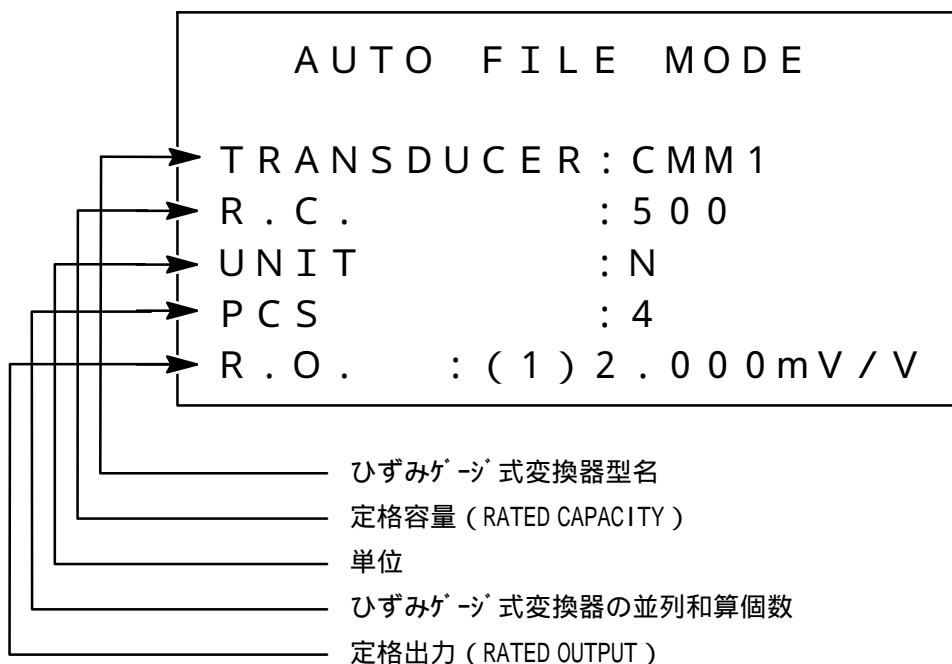 AUTO FILE MODE
TRANSDUCER:CMM1
R.C. :500
UNIT :N
PCS :4
R.O. :(1)2.000mV/V
ひずみゲージ式変換器型名
定格容量(RATED CAPACITY)
単位
ひずみゲージ式変換器の並列和算個数
定格出力(RATED OUTPUT)